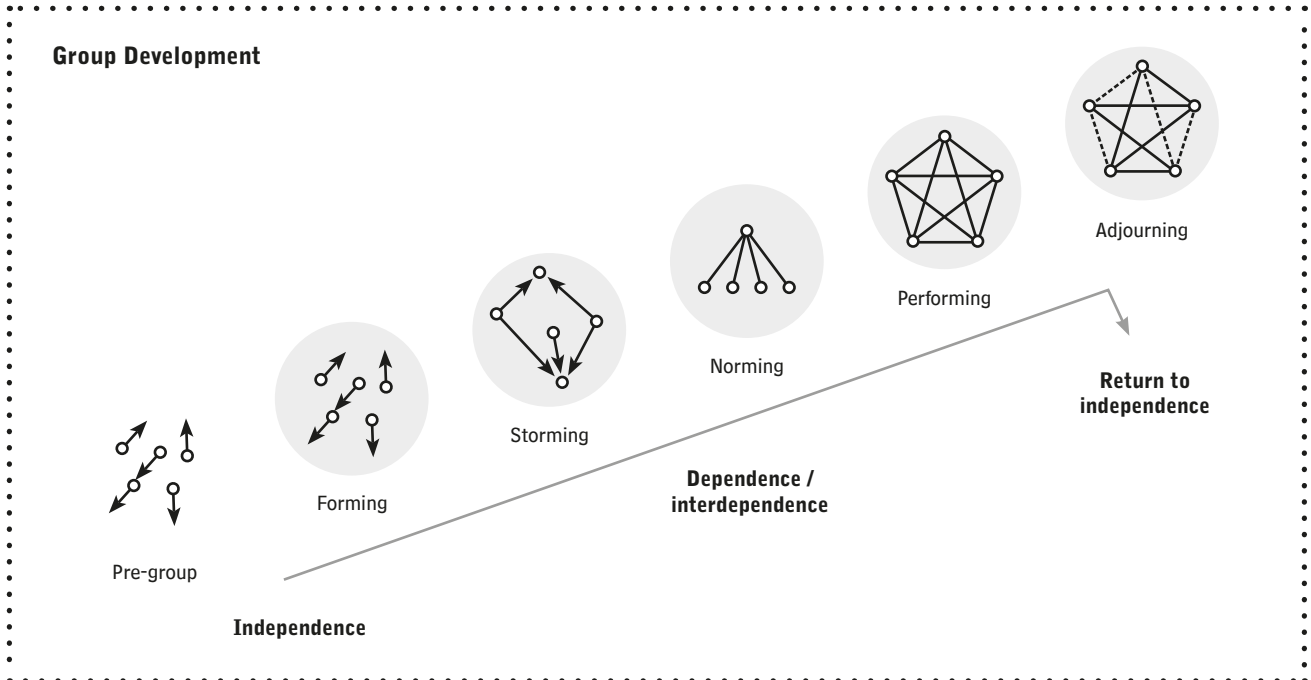 Group Development
Pre-group
Forming
Storming
Norming
Performing
Adjourning
Independence
Dependence /
interdependence
Return to
independence